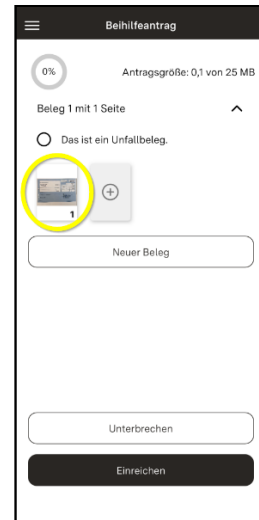 Beihilfeantrag
0%
Antragsgröße: 0,1 von 25 MB
Beleg 1 mit 1 Seite
Das ist ein Unfallbeleg.
1
Neuer Beleg
Unterbrechen
Einreichen